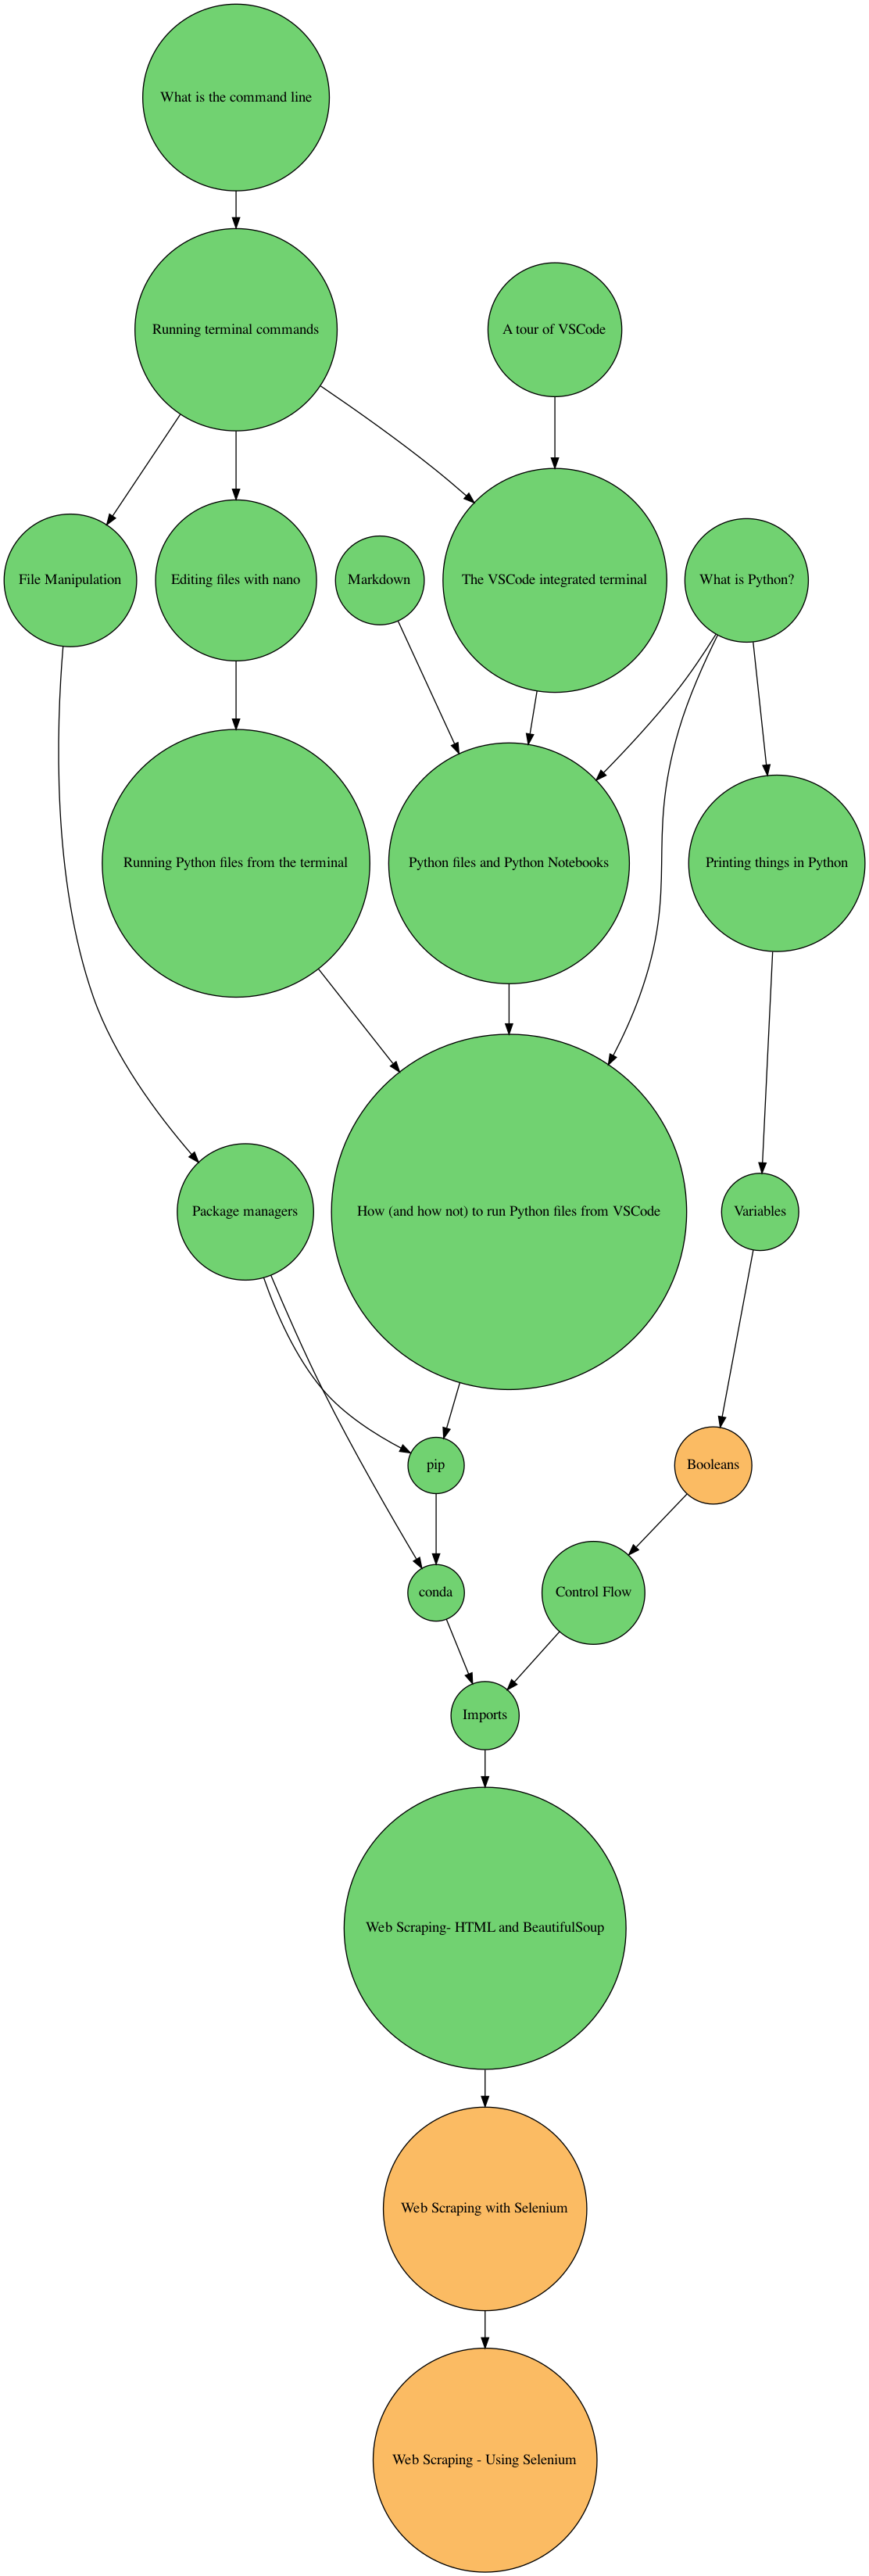 What is the command line
Running terminal commands
A tour of VSCode
File Manipulation
Editing files with nano
Markdown
The VSCode integrated terminal
What is Python?
Running Python files from the terminal
Python files and Python Notebooks
Printing things in Python
Package managers
How (and how not) to run Python files from VSCode
Variables
pip
Booleans
conda
Control Flow
Imports
Web Scraping- HTML and BeautifulSoup
Web Scraping with Selenium
Web Scraping - Using Selenium